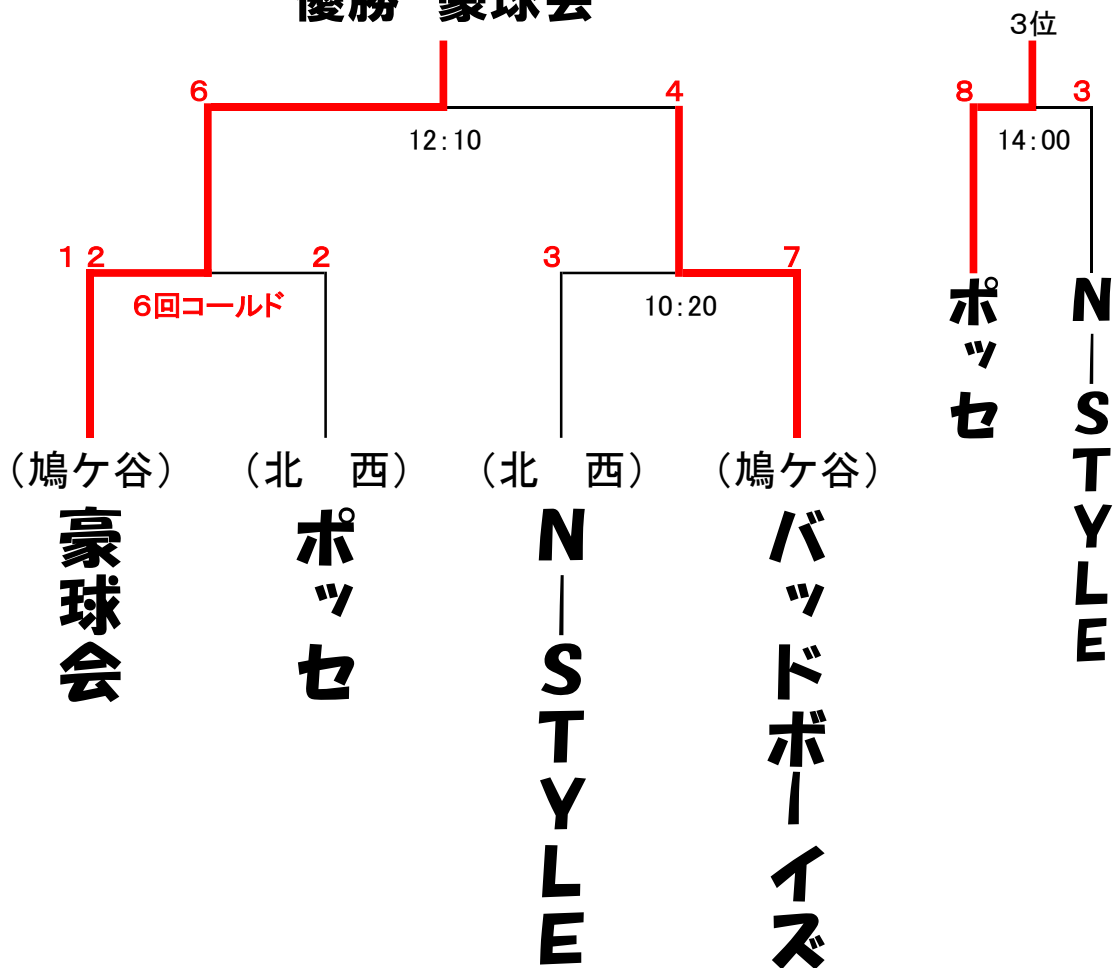 優勝 豪球会
3位
6
4
8
3
12:10
14:00
12
2
3
7
6回コールド
10:20
ポッセ
N―STYLE
（鳩ケ谷）
（北　西）
（北　西）
（鳩ケ谷）
豪球会
ポッセ
N―STYLE
バッドボーイズ